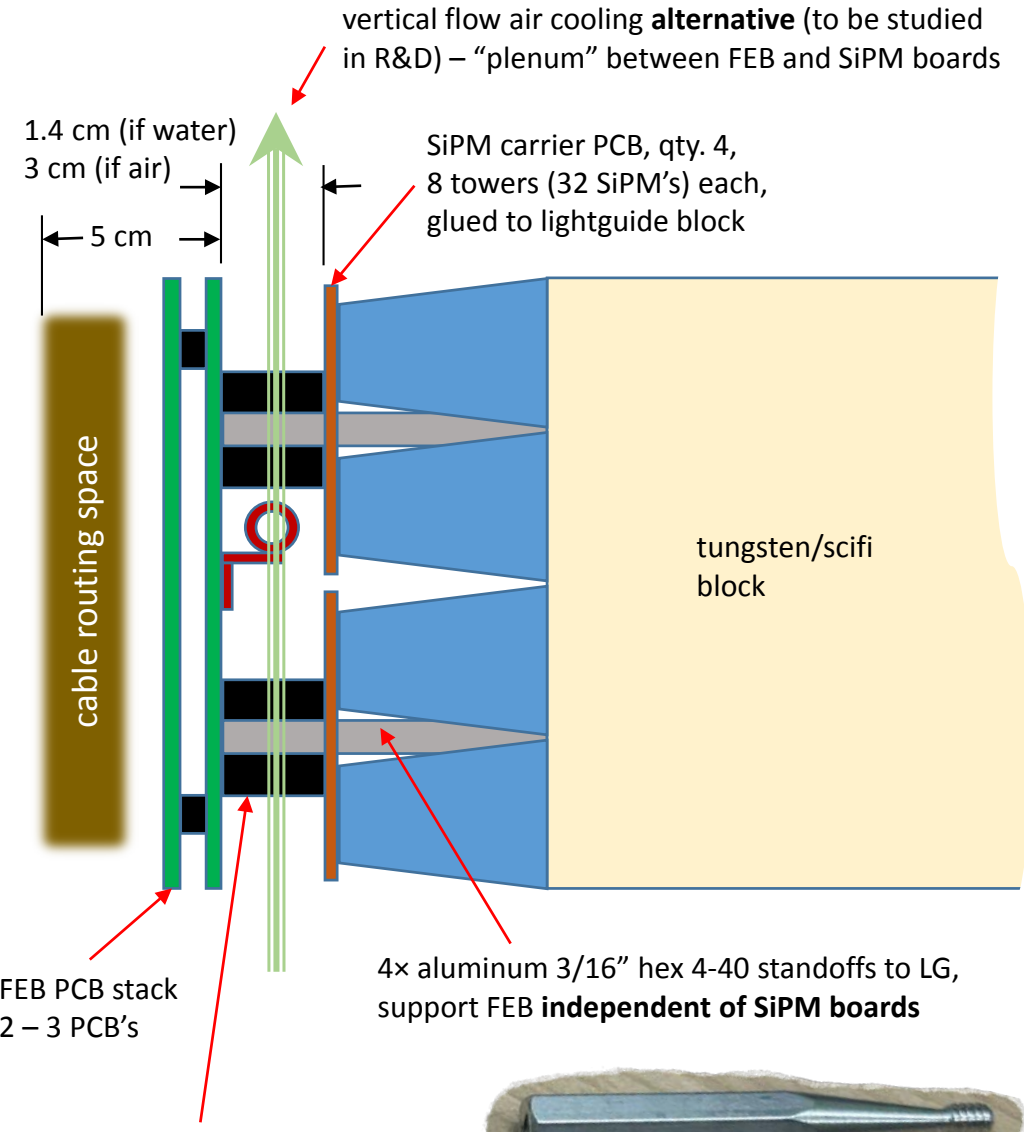 vertical flow air cooling alternative (to be studied
in R&D) – “plenum” between FEB and SiPM boards
1.4 cm (if water)
3 cm (if air)
SiPM carrier PCB, qty. 4,
8 towers (32 SiPM’s) each,
glued to lightguide block
5 cm
cable routing space
tungsten/scifi
block
FEB PCB stack
2 – 3 PCB’s
4× aluminum 3/16” hex 4-40 standoffs to LG,
support FEB independent of SiPM boards